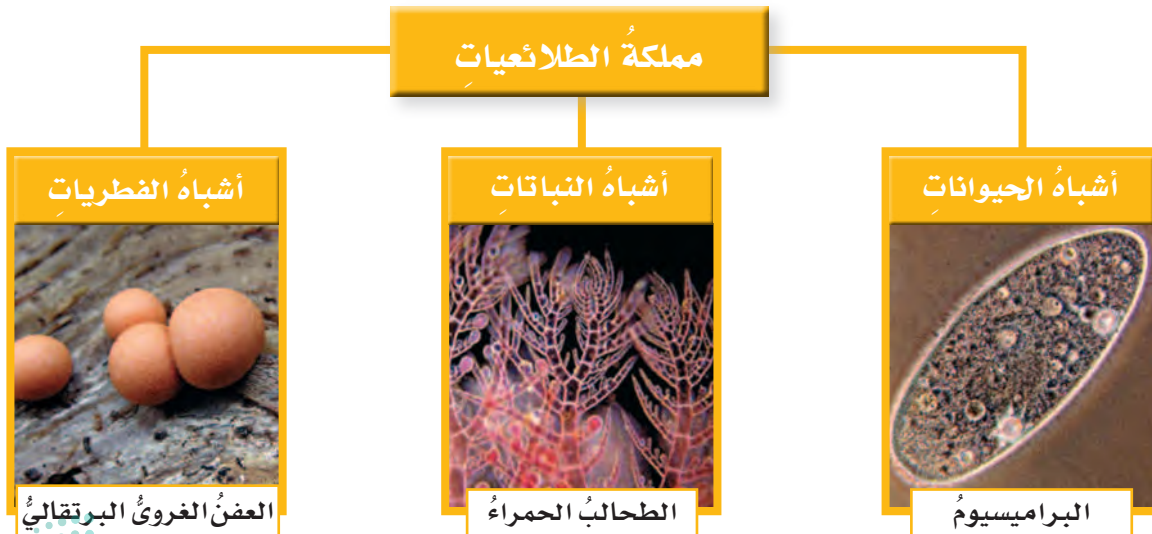 مملكةُ الطلائعياتِ
أشباهُ الحيواناتِ
أشباهُ النباتاتِ
أشباهُ الفطرياتِ
البراميسيومُ
الطحالبُ الحمراءُ
العفنُ الغرويُّ البرتقاليُّ